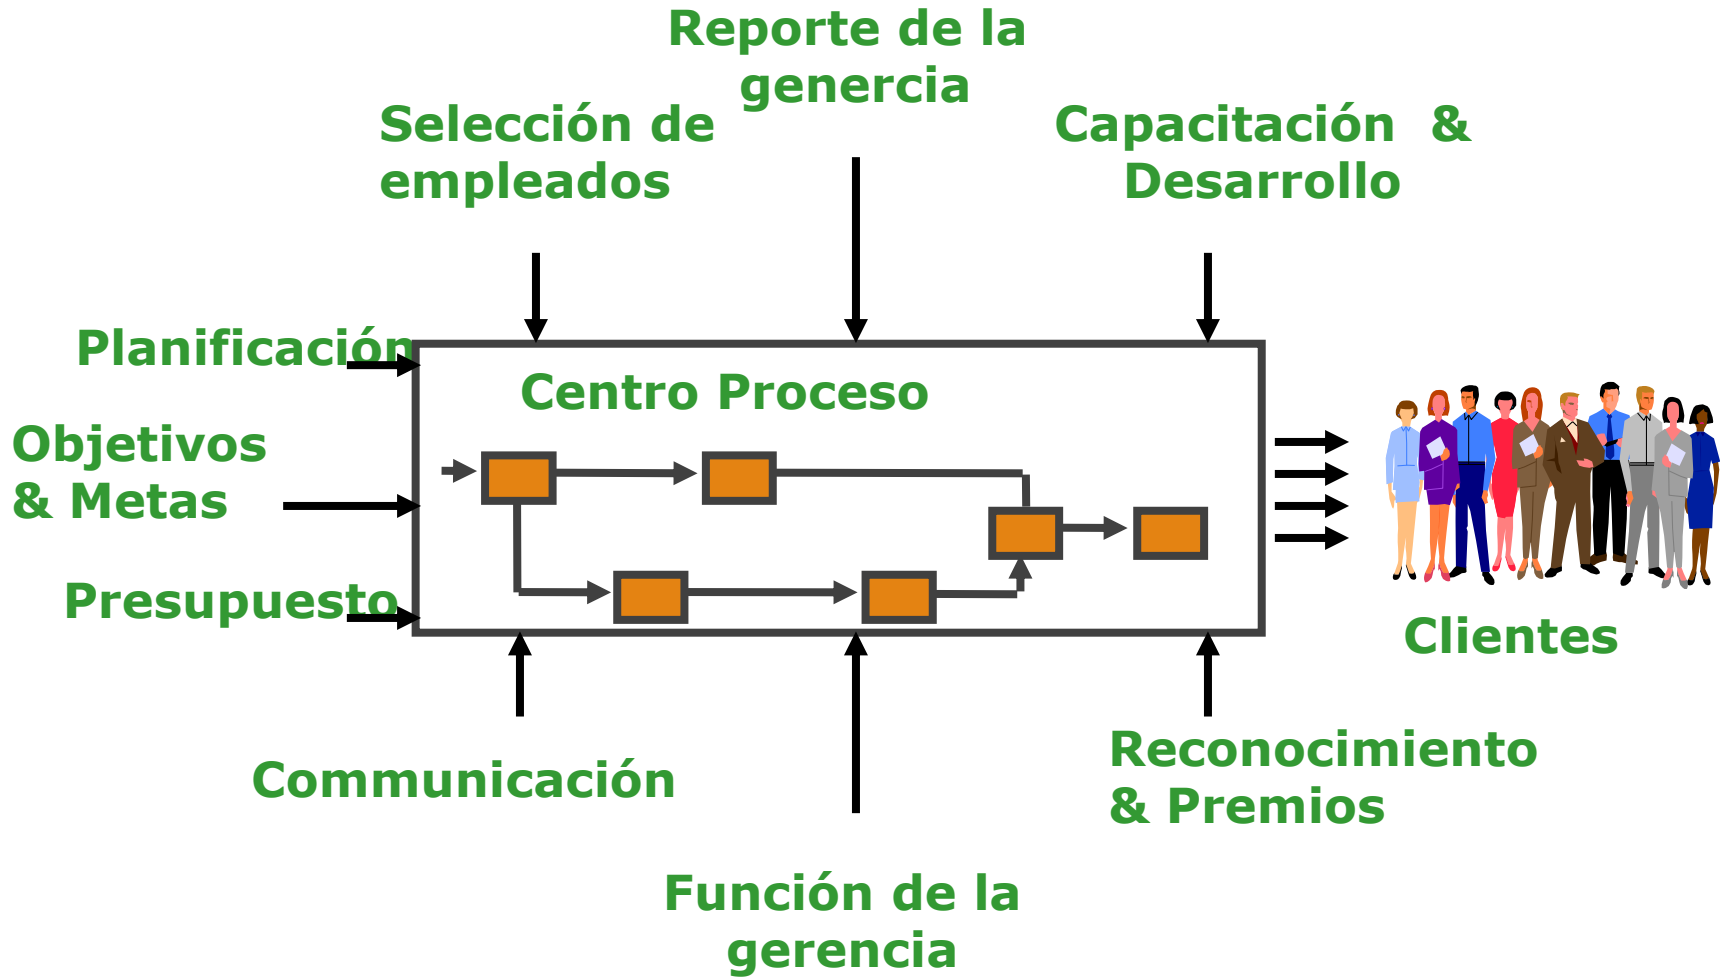 Reporte de la
genercia
Selección de
empleados
Capacitación & 
Desarrollo
Planificación
Centro Proceso
Objetivos
& Metas
Presupuesto
Clientes
Communicación
Reconocimiento
& Premios
Función de la
gerencia